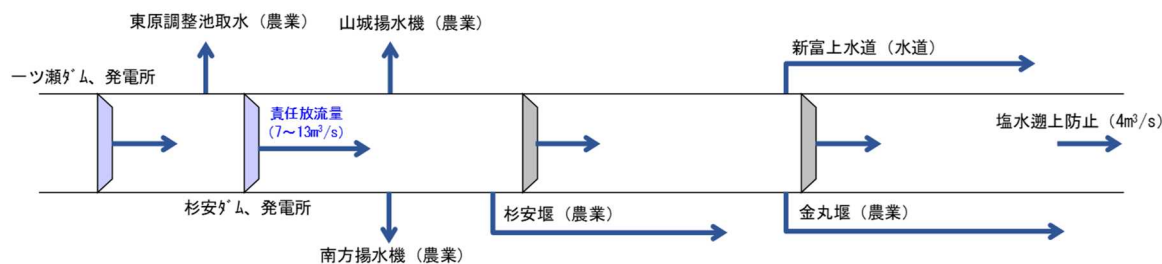 東原調整池取水（農業）
山城揚水機（農業）
新富上水道（水道）
一ツ瀬ﾀﾞﾑ、発電所
責任放流量
(7～13m³/s)
塩水遡上防止（4m³/s）
杉安ﾀﾞﾑ、発電所
杉安堰（農業）
金丸堰（農業）
南方揚水機（農業）